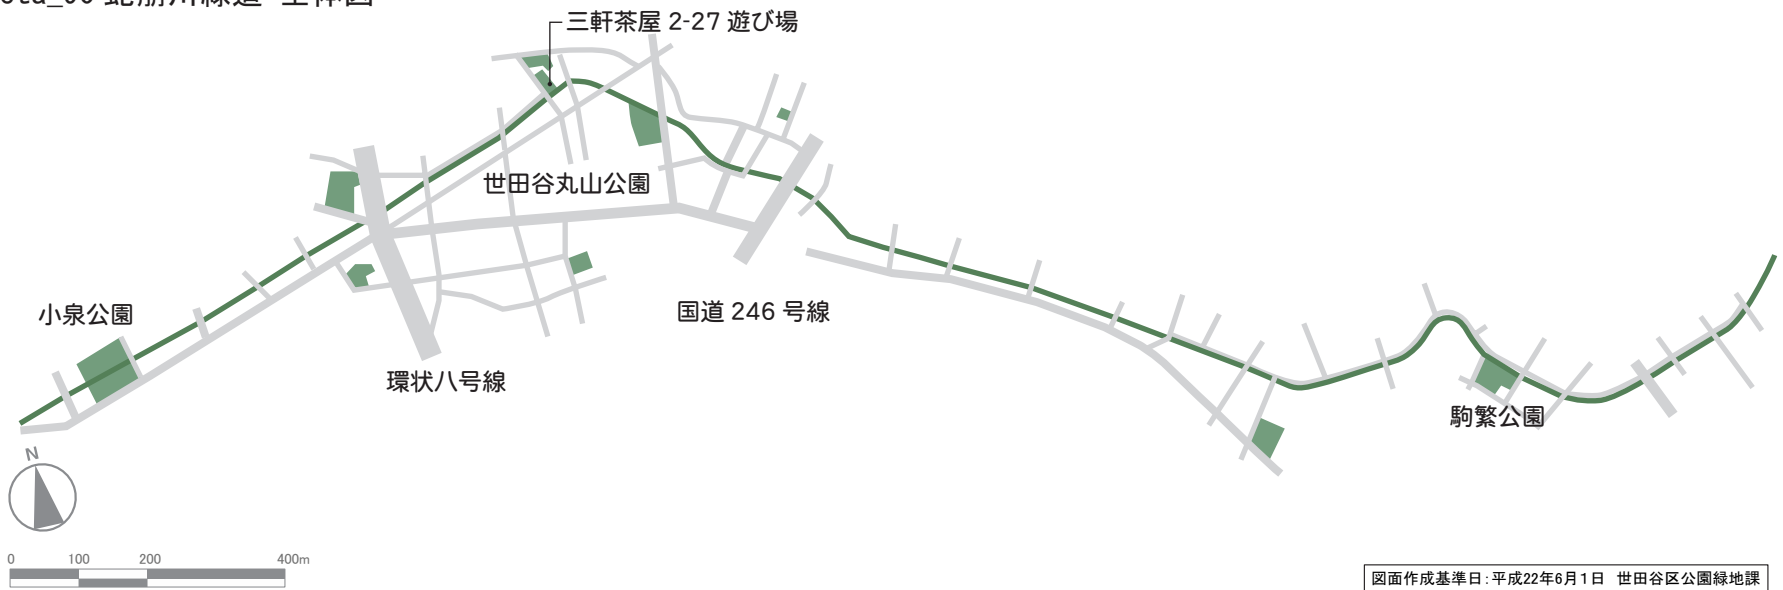 三軒茶屋 2-27 遊び場
世田谷丸山公園
小泉公園
国道 246 号線
環状八号線
駒繁公園
N
0 100 200 400m
図面作成基準日:平成22年6月1日 世田谷区公園緑地課